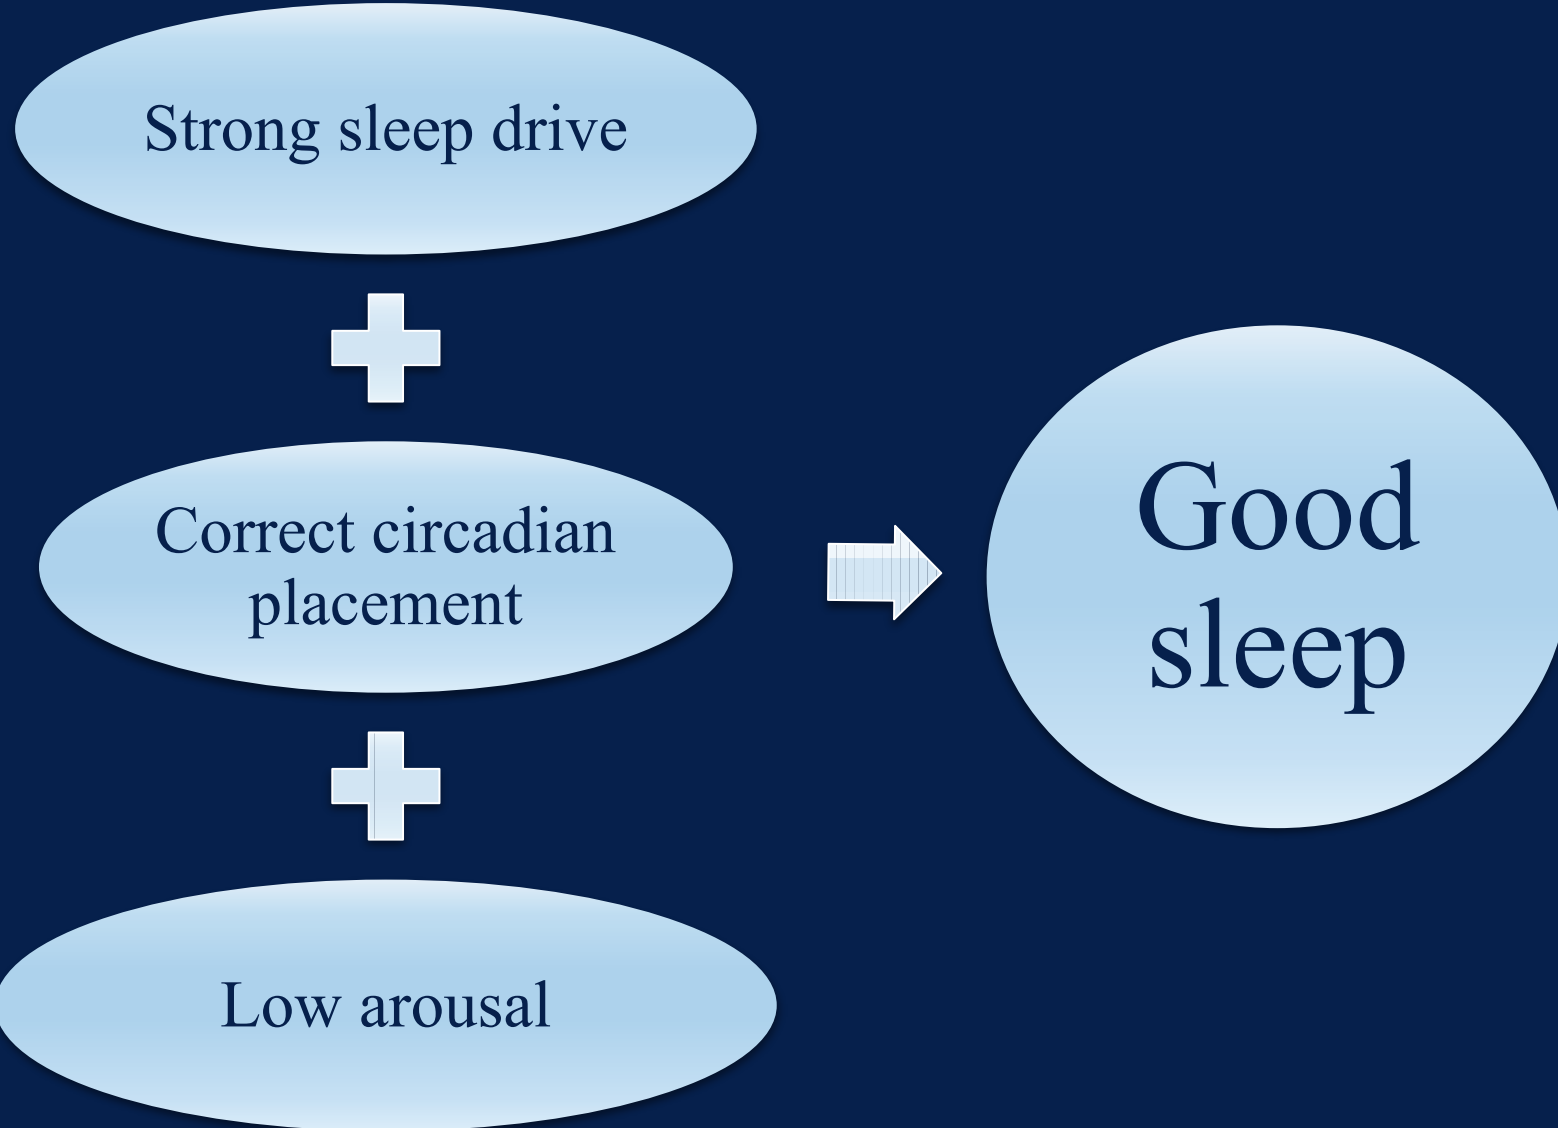 Strong sleep drive
Correct circadian
placement
Low arousal
Good
sleep